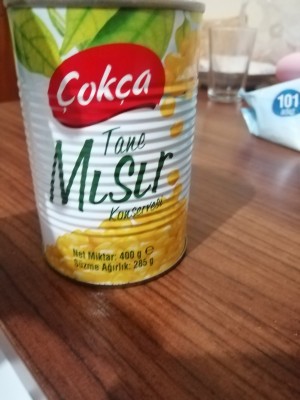 Çokça
Tane
Mısır
Konservesi
Net Miktar: 400 g ℮
Süzme Ağırlık: 285 g
101